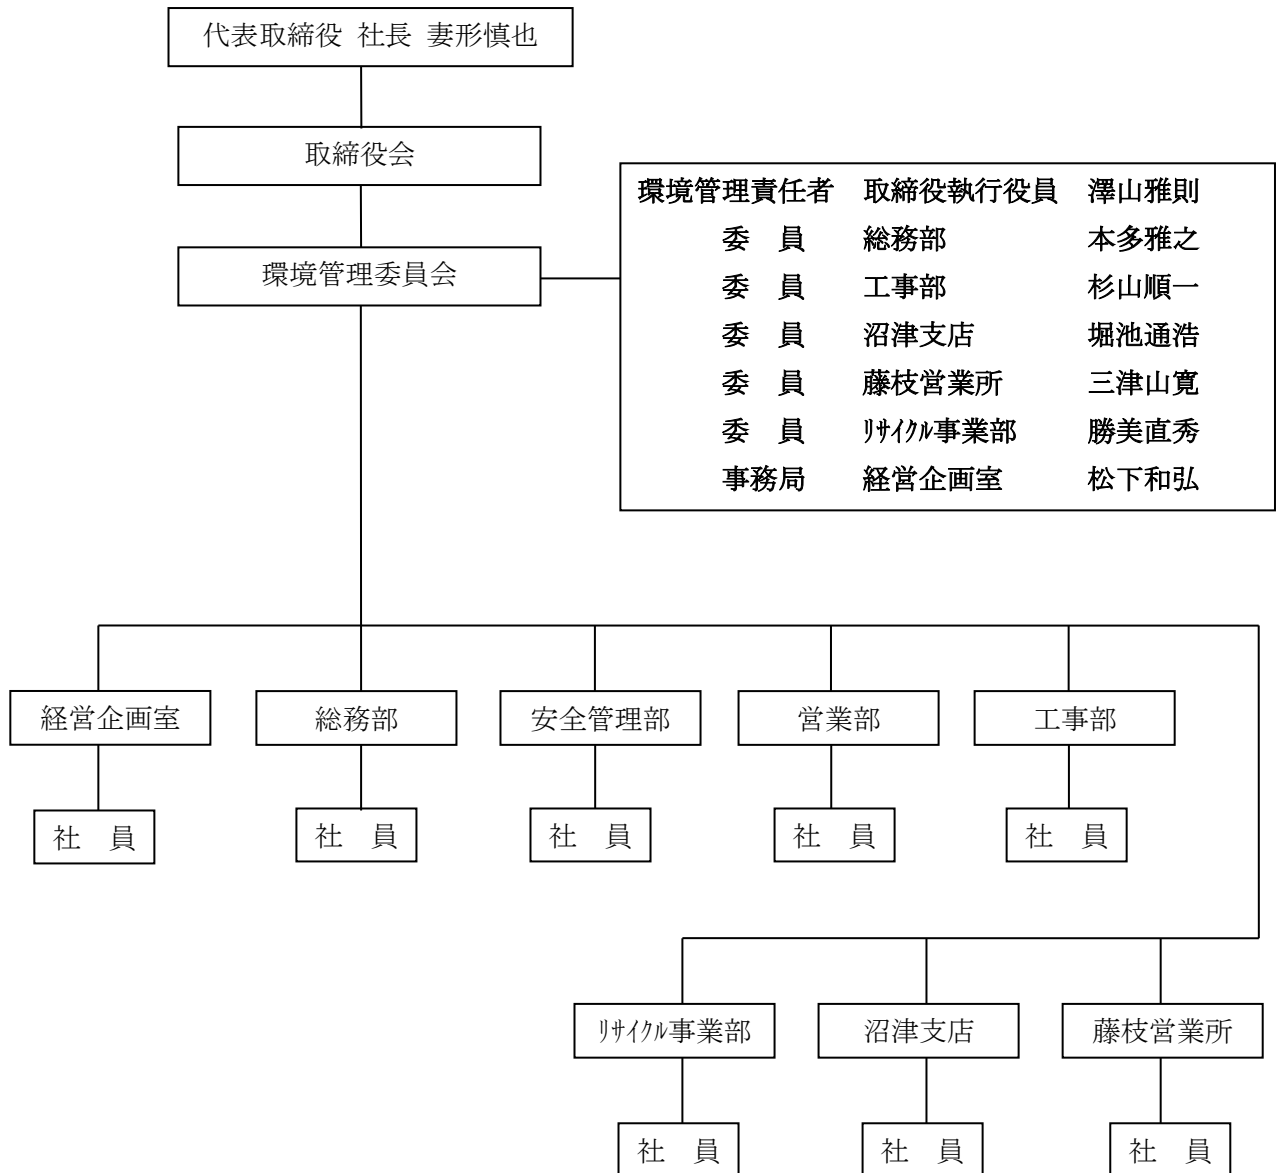 代表取締役 社長 妻形慎也
取締役会
環境管理委員会
環境管理責任者 取締役執行役員 澤山雅則
委 員 総務部 本多雅之
委 員 工事部 杉山順一
委 員 沼津支店 堀池通浩
委 員 藤枝営業所 三津山寛
委 員 ﾘｻｲｸﾙ事業部 勝美直秀
事務局 経営企画室 松下和弘
経営企画室 総務部 安全管理部 営業部 工事部
社 員 社 員 社 員 社 員 社 員
ﾘｻｲｸﾙ事業部 沼津支店 藤枝営業所
社 員 社 員 社 員